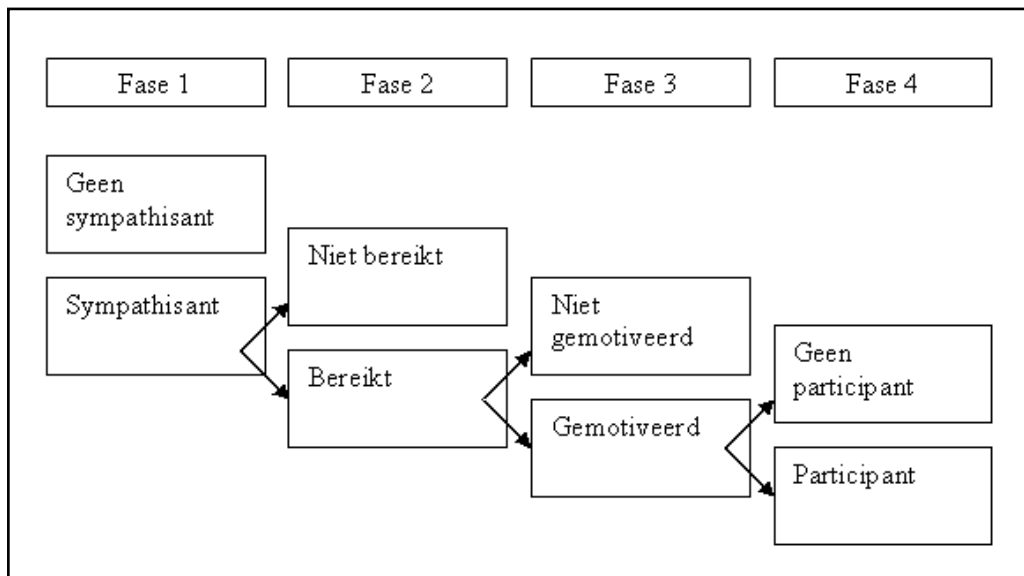 Fase 1
Fase 2
Fase 3
Fase 4
Geen
sympathisant
Sympathisant
Niet bereikt
Bereikt
Niet
gemotiveerd
Gemotiveerd
Geen
participant
Participant